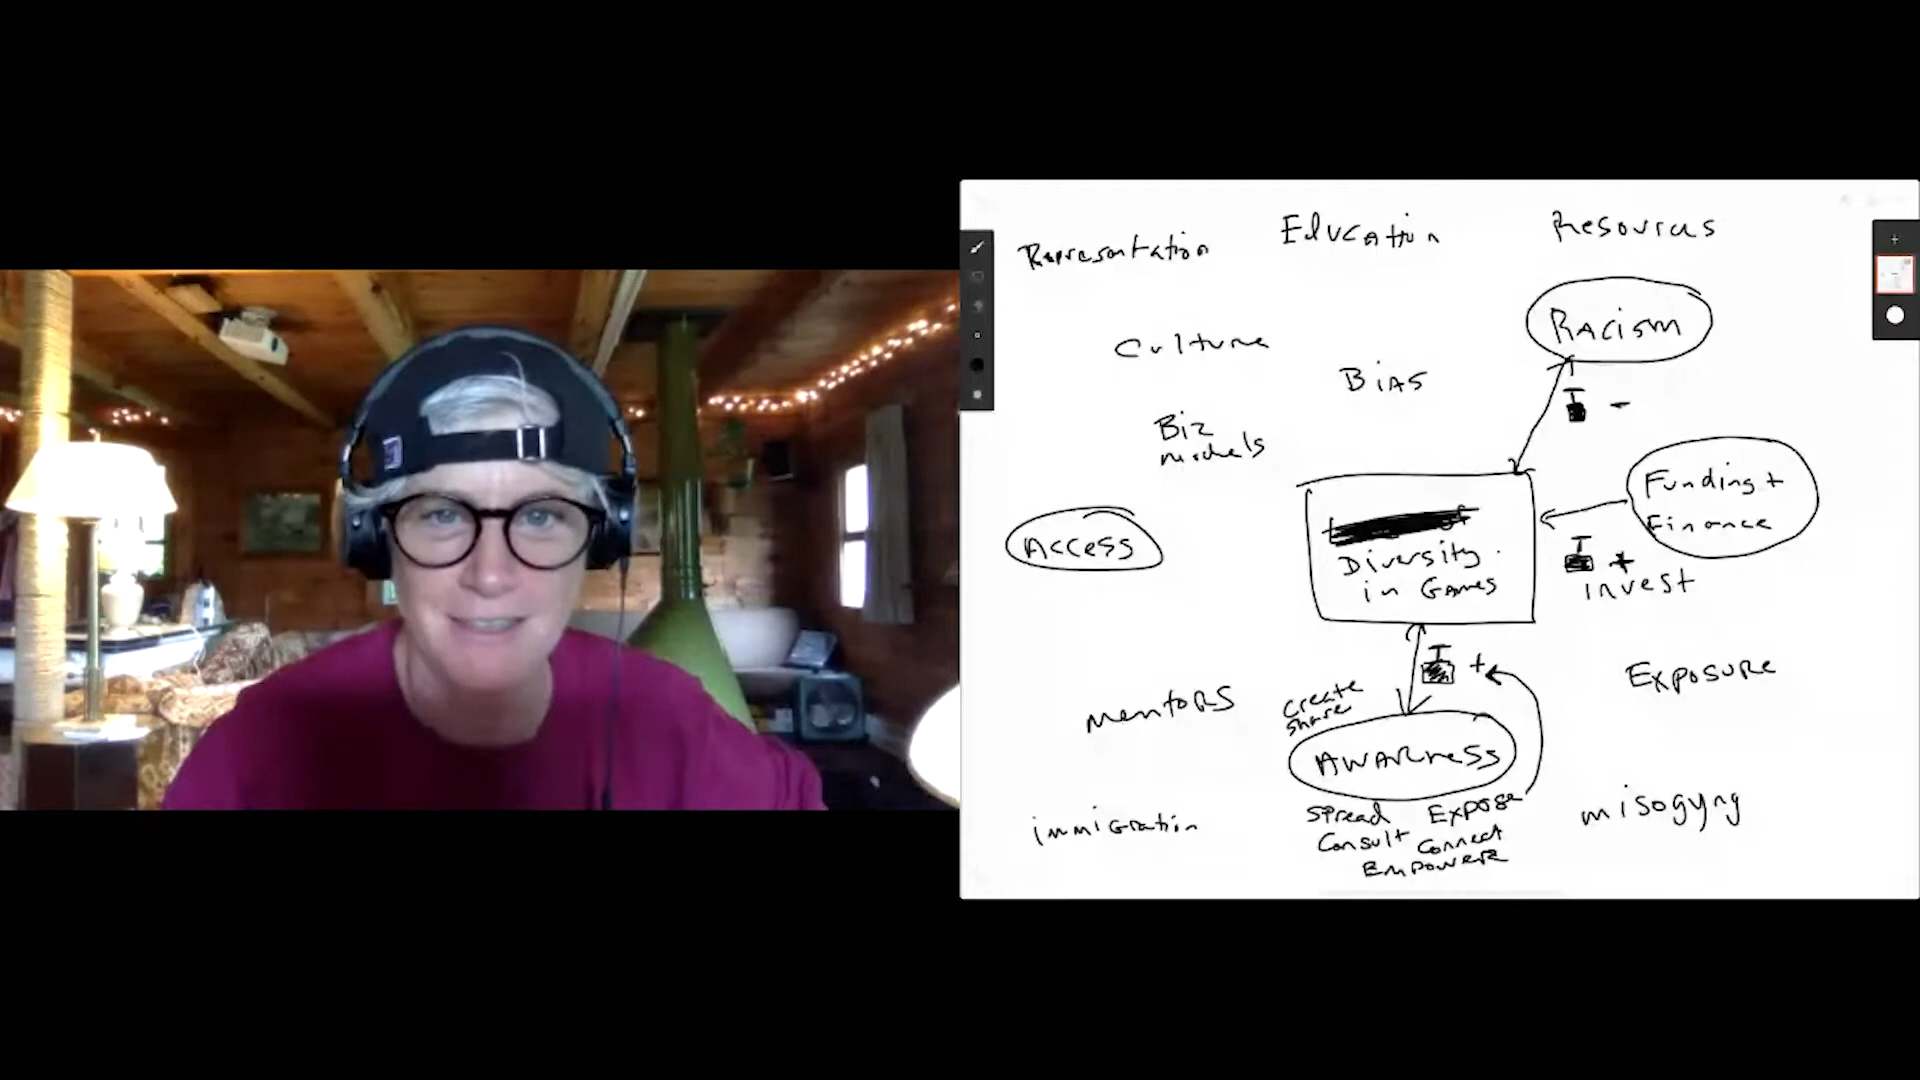 Representation
Education
Resources
Culture
Bias
Racism
-
Biz
models
Funding +
Finance
Access
Diversity
in Games
+
invest
+
Exposure
mentors
create
share
Awareness
immigration
Spread Expose
Consult Connect
Empower
misogyny